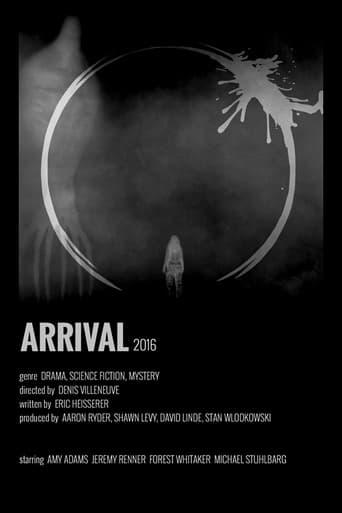 ARRIVAL 2016
genre DRAMA, SCIENCE FICTION, MYSTERY
directed by DENIS VILLENEUVE
written by ERIC HEISSERER
produced by AARON RYDER, SHAWN LEVY, DAVID LINDE, STAN WLODKOWSKI
starring AMY ADAMS JEREMY RENNER FOREST WHITAKER MICHAEL STUHLBARG